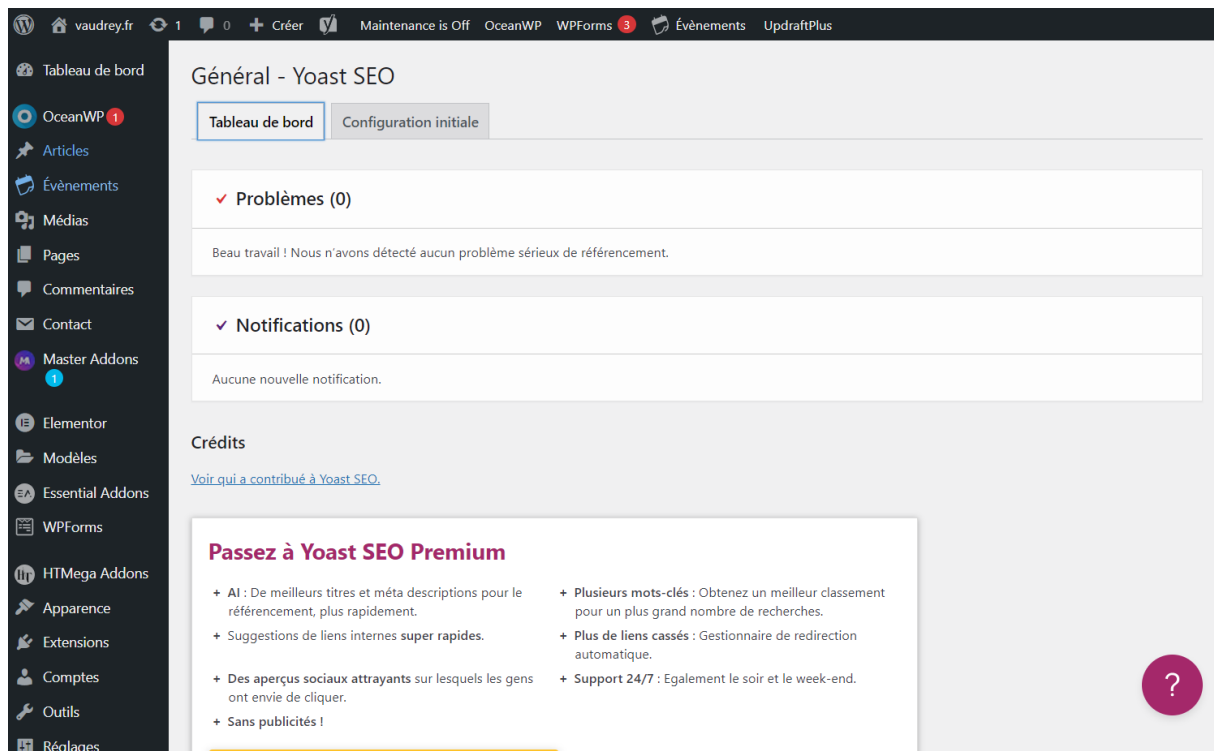 vaudrey.fr 1 0 Créer Maintenance is Off OceanWP WPForms 3 Évènements UpdraftPlus
Tableau de bord
OceanWP 1
Articles
Évènements
Médias
Pages
Commentaires
Contact
Master Addons
1
Elementor
Modèles
Essential Addons
WPForms
HTMega Addons
Apparence
Extensions
Comptes
Outils
Réglages
Général - Yoast SEO
Tableau de bord Configuration initiale
Problèmes (0)
Beau travail ! Nous n’avons détecté aucun problème sérieux de référencement.
Notifications (0)
Aucune nouvelle notification.
Crédits
Voir qui a contribué à Yoast SEO.
Passez à Yoast SEO Premium
+ AI : De meilleurs titres et méta descriptions pour le
référencement, plus rapidement.
+ Plusieurs mots-clés : Obtenez un meilleur classement
pour un plus grand nombre de recherches.
+ Suggestions de liens internes super rapides.
+ Plus de liens cassés : Gestionnaire de redirection
automatique.
+ Des aperçus sociaux attrayants sur lesquels les gens
ont envie de cliquer.
+ Support 24/7 : Egalement le soir et le week-end.
+ Sans publicités !
?